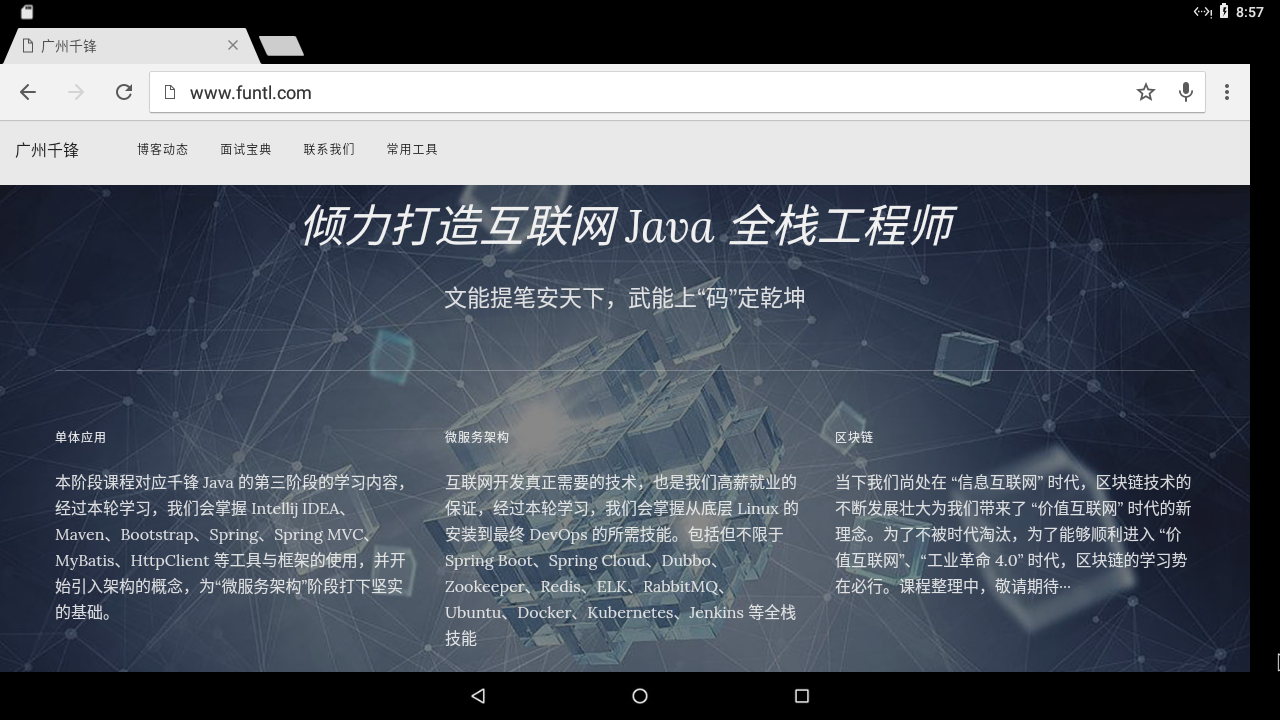 8:57
广州千锋
www.funtl.com
广州千锋 博客动态 面试宝典 联系我们 常用工具
倾力打造互联网 Java 全栈工程师
文能提笔安天下，武能上“码”定乾坤
单体应用
本阶段课程对应千锋 Java 的第三阶段的学习内容，
经过本轮学习，我们会掌握 Intellij IDEA、
Maven、Bootstrap、Spring、Spring MVC、
MyBatis、HttpClient 等工具与框架的使用，并开
始引入架构的概念，为“微服务架构”阶段打下坚实
的基础。
微服务架构
互联网开发真正需要的技术，也是我们高薪就业的
保证，经过本轮学习，我们会掌握从底层 Linux 的
安装到最终 DevOps 的所需技能。包括但不限于
Spring Boot、Spring Cloud、Dubbo、
Zookeeper、Redis、ELK、RabbitMQ、
Ubuntu、Docker、Kubernetes、Jenkins 等全栈
技能
区块链
当下我们尚处在 “信息互联网” 时代，区块链技术的
不断发展壮大为我们带来了 “价值互联网” 时代的新
理念。为了不被时代淘汰，为了能够顺利进入 “价
值互联网”、“工业革命 4.0” 时代，区块链的学习势
在必行。课程整理中，敬请期待…